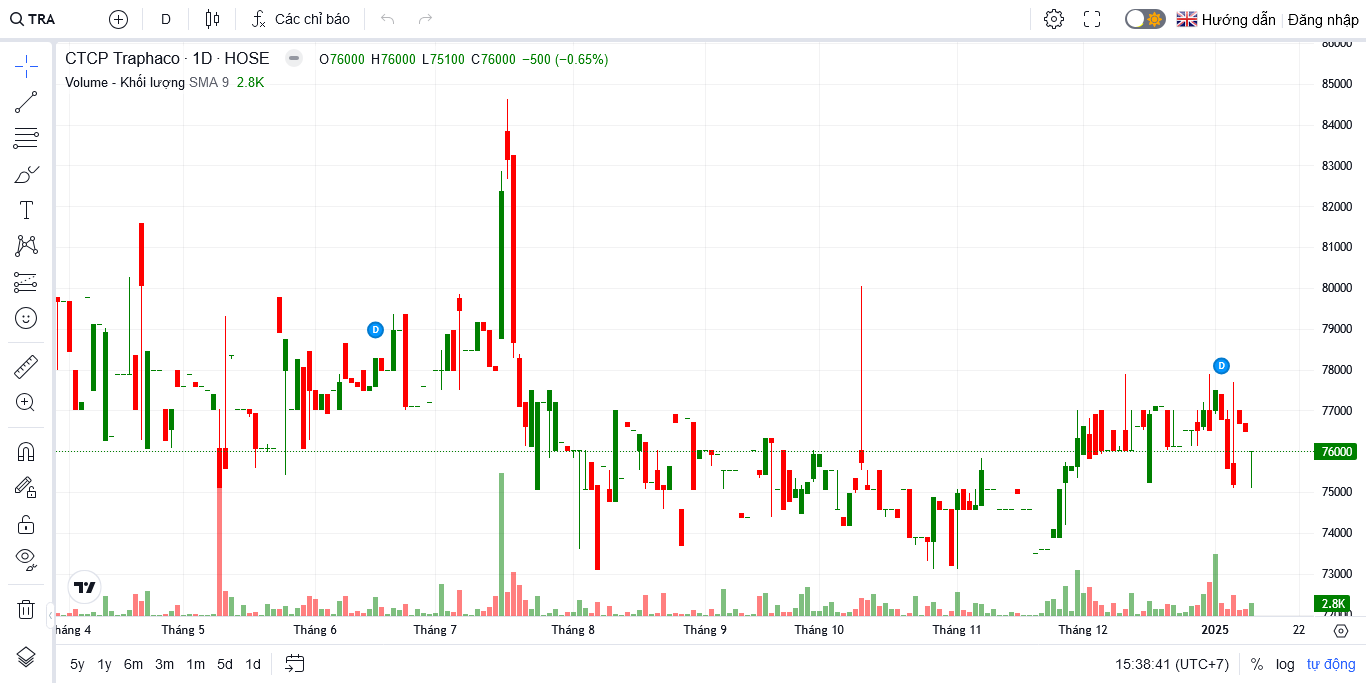 TRA D Các chỉ báo Hướng dẫn Đăng nhập
CTCP Traphaco · 1D · HOSE O76000 H76000 L75100 C76000 −500 (−0.65%)
Volume - Khối lượng SMA 9 2.8K
86000
85000
84000
83000
82000
81000
80000
79000
78000
77000
76000
75000
74000
73000
72000
2.8K
D
D
háng 4 Tháng 5 Tháng 6 Tháng 7 Tháng 8 Tháng 9 Tháng 10 Tháng 11 Tháng 12 2025 22
5y 1y 6m 3m 1m 5d 1d 15:38:41 (UTC+7) % log tự động